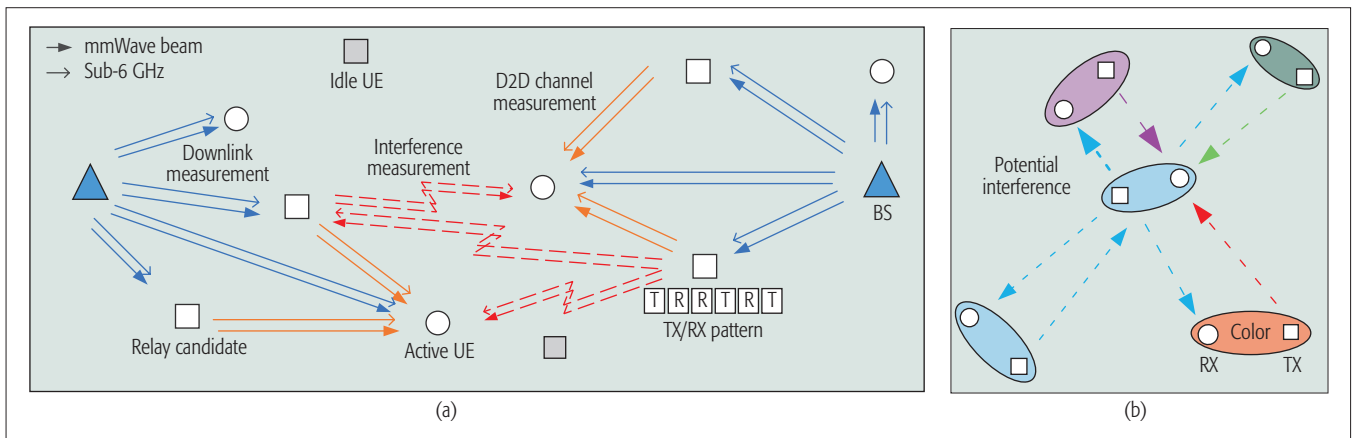 mmWave beam
Sub-6 GHz
Idle UE
D2D channel
measurement
Downlink
measurement
Interference
measurement
BS
T R R T R T
TX/RX pattern
Relay candidate
Active UE
(a)
Potential
interference
Color
RX
TX
(b)